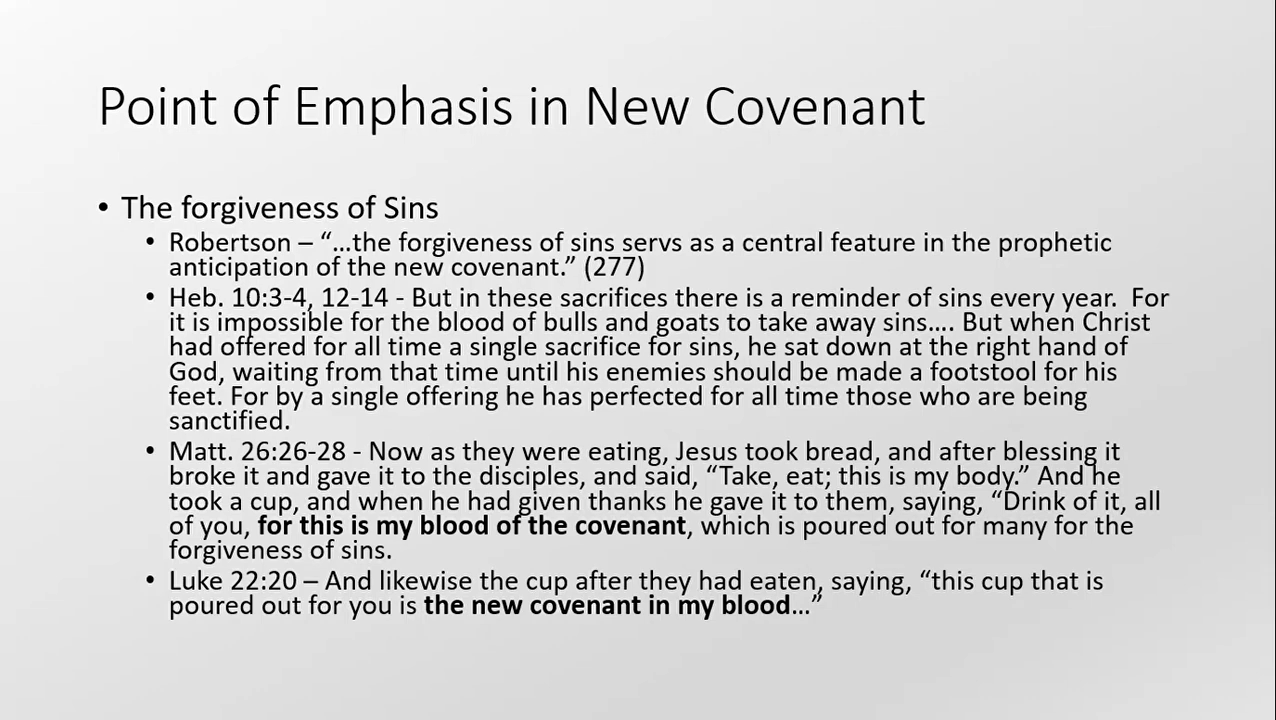 Point of Emphasis in New Covenant
• The forgiveness of Sins
• Robertson – “…the forgiveness of sins servs as a central feature in the prophetic
anticipation of the new covenant.” (277)
• Heb. 10:3-4, 12-14 - But in these sacrifices there is a reminder of sins every year.  For
it is impossible for the blood of bulls and goats to take away sins…. But when Christ
had offered for all time a single sacrifice for sins, he sat down at the right hand of
God, waiting from that time until his enemies should be made a footstool for his
feet. For by a single offering he has perfected for all time those who are being
sanctified.
• Matt. 26:26-28 - Now as they were eating, Jesus took bread, and after blessing it
broke it and gave it to the disciples, and said, “Take, eat; this is my body.” And he
took a cup, and when he had given thanks he gave it to them, saying, “Drink of it, all
of you, for this is my blood of the covenant, which is poured out for many for the
forgiveness of sins.
• Luke 22:20 – And likewise the cup after they had eaten, saying, “this cup that is
poured out for you is the new covenant in my blood…”